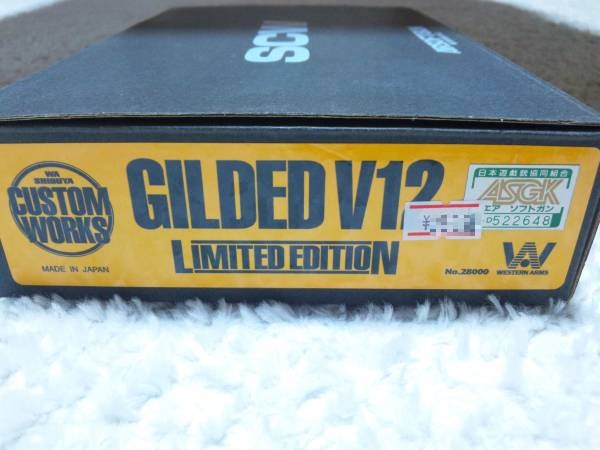 SCW
WA
SHIBUYA
CUSTOM
WORKS
MADE IN JAPAN
GILDED V12
LIMITED EDITION
¥
日本遊戯銃協同組合
ASGK
エア ソフトガン
522648
No.28000
WESTERN ARMS